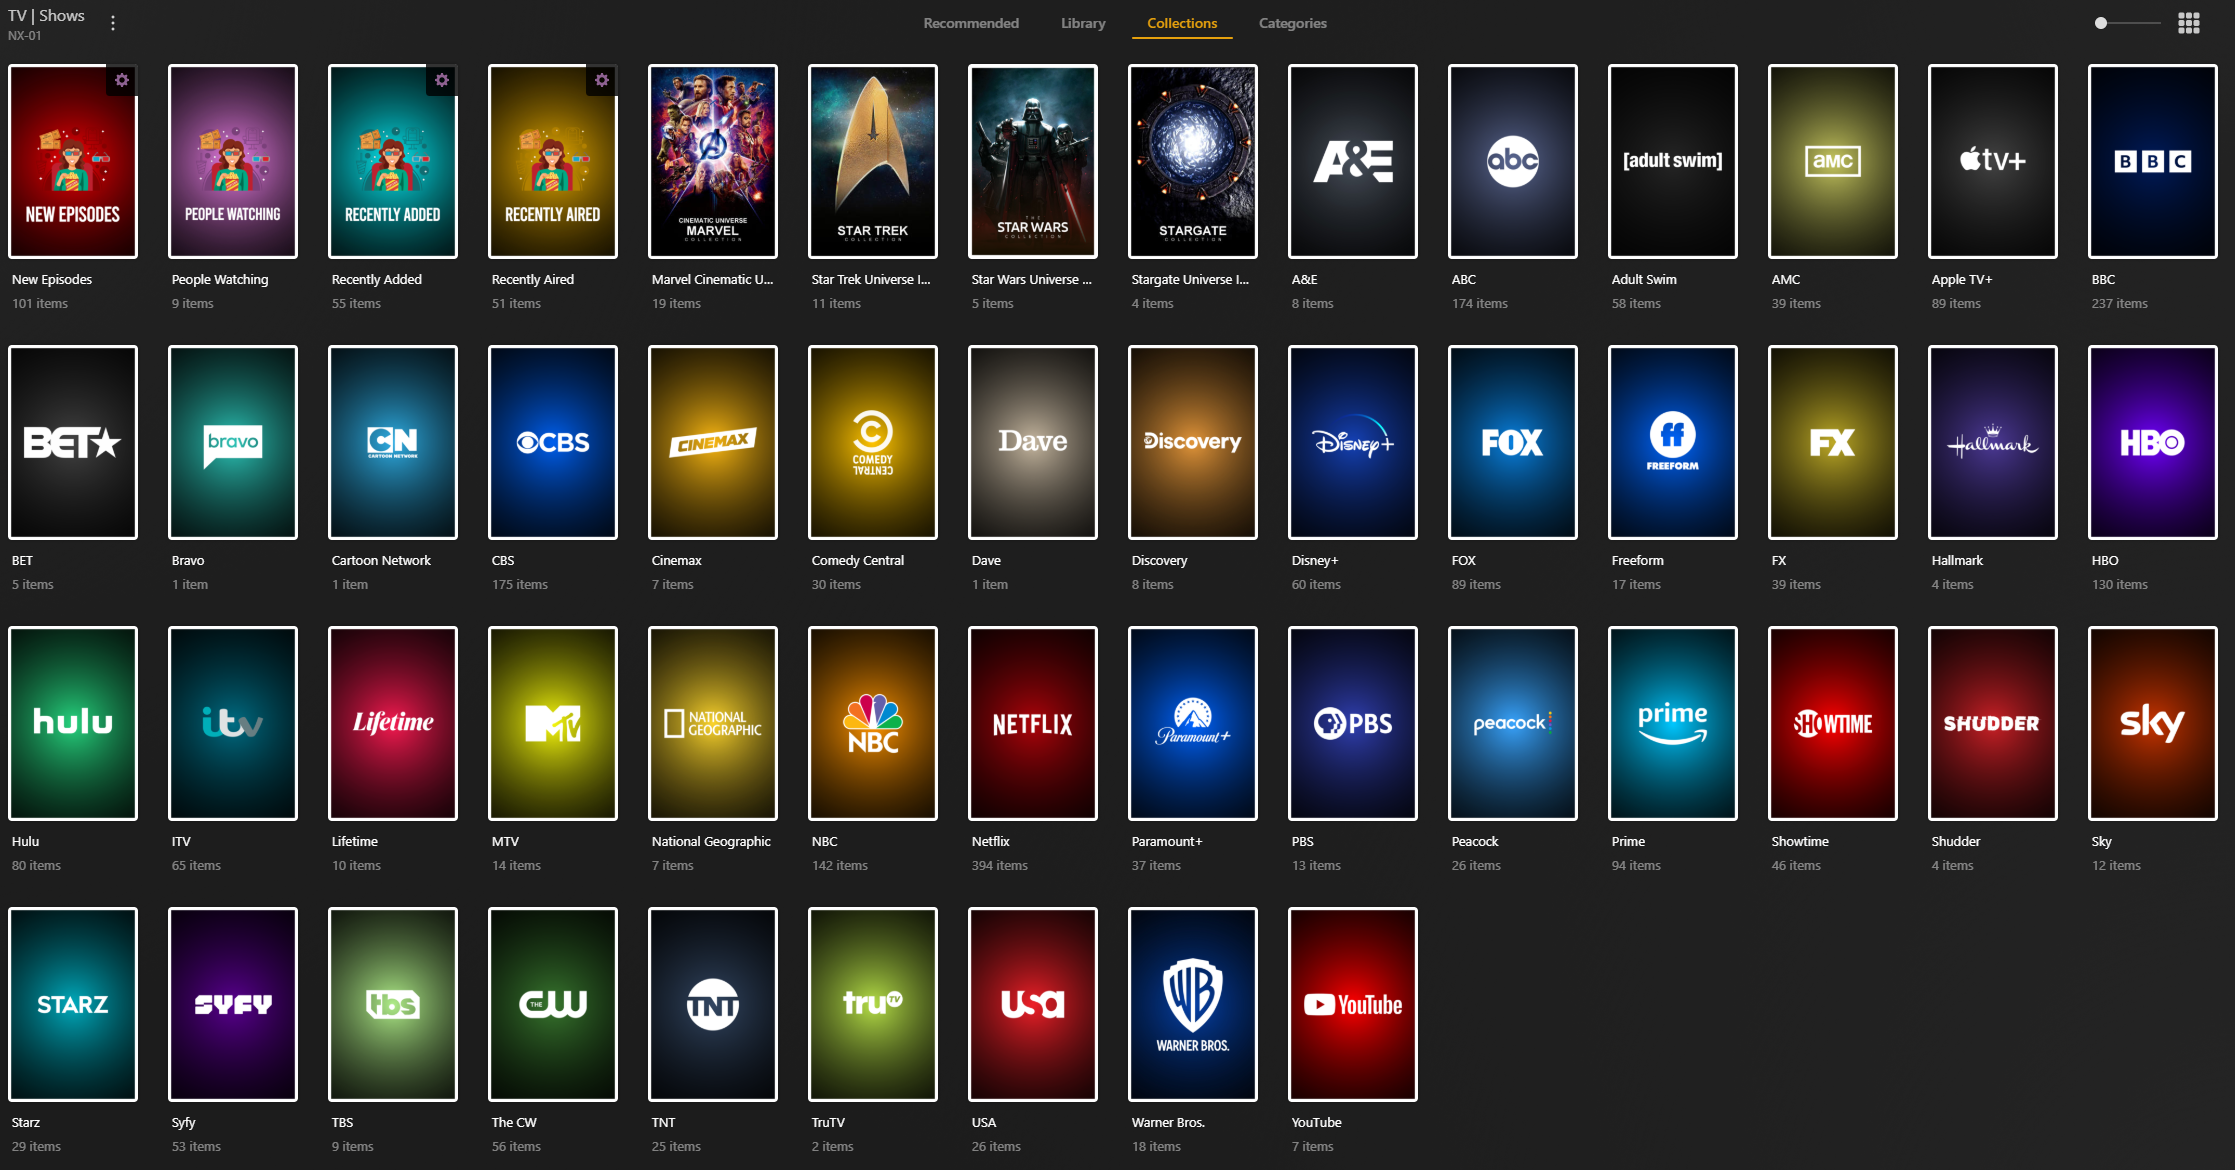 TV | Shows
NX-01
Recommended
Library
Collections
Categories
NEW EPISODES
PEOPLE WATCHING
RECENTLY ADDED
RECENTLY AIRED
CINEMATIC UNIVERSE
MARVEL
COLLECTION
STAR TREK
COLLECTION
THE
STAR WARS
COLLECTION
STARGATE
COLLECTION
A&E
abc
[adult swim]
aMC
tv+
BBC
New Episodes
People Watching
Recently Added
Recently Aired
Marvel Cinematic U...
Star Trek Universe I...
Star Wars Universe ...
Stargate Universe I...
A&E
ABC
Adult Swim
AMC
Apple TV+
BBC
101 items
9 items
55 items
51 items
19 items
11 items
5 items
4 items
8 items
174 items
58 items
39 items
89 items
237 items
BET
bravo
CN
CARTOON NETWORK
CBS
CINEMAX
COMEDY
CENTRAL
Dave
Discovery
Disney+
FOX
ff
FREEFORM
FX
Hallmark
HBO
BET
Bravo
Cartoon Network
CBS
Cinemax
Comedy Central
Dave
Discovery
Disney+
FOX
Freeform
FX
Hallmark
HBO
5 items
1 item
1 item
175 items
7 items
30 items
1 item
8 items
60 items
89 items
17 items
39 items
4 items
130 items
hulu
itv
Lifetime
MTV
NATIONAL
GEOGRAPHIC
NBC
NETFLIX
Paramount+
PBS
peacock
prime
SHOWTIME
SHUDDER
sky
Hulu
ITV
Lifetime
MTV
National Geographic
NBC
Netflix
Paramount+
PBS
Peacock
Prime
Showtime
Shudder
Sky
80 items
65 items
10 items
14 items
7 items
142 items
394 items
37 items
13 items
26 items
94 items
46 items
4 items
12 items
STARZ
SYFY
tbs
THE
CW
TNT
truTV
usa
WB
WARNER BROS.
YouTube
Starz
Syfy
TBS
The CW
TNT
TruTV
USA
Warner Bros.
YouTube
29 items
53 items
9 items
56 items
25 items
2 items
26 items
18 items
7 items